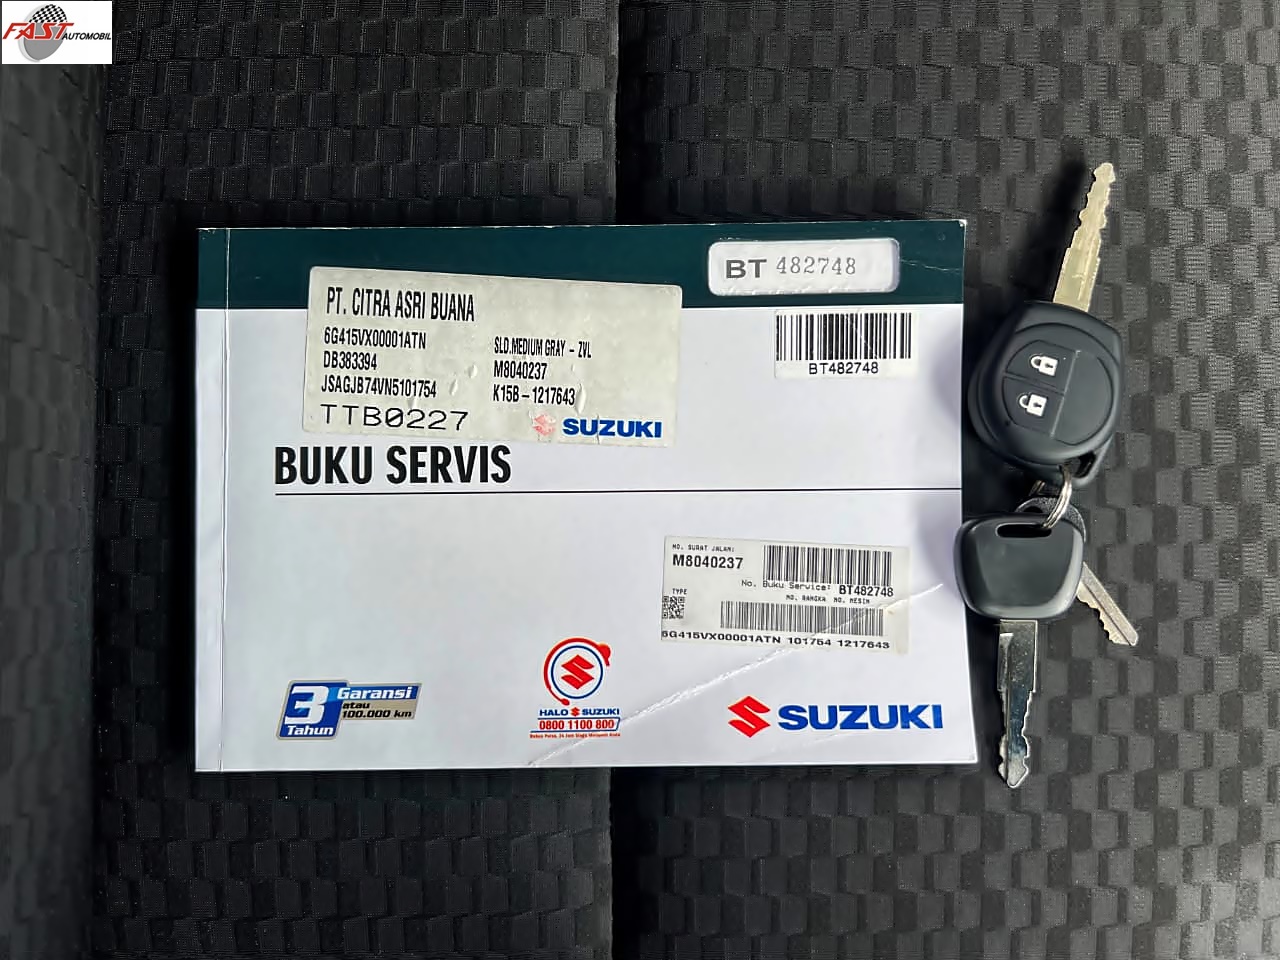 FAST
AUTOMOBIL
BT 482748
PT. CITRA ASRI BUANA
6G415VX00001ATN SLD.MEDIUM GRAY - ZVL
DB383394 M8040237
JSAGJB74VN5101754 K15B-1217643
TTB0227
SUZUKI
BT482748
BUKU SERVIS
NO. SURAT JALAN:
M8040237
No. Buku Service: BT482748
TYPE NO. RANGKA NO. MESIN
6G415VX00001ATN 101754 1217643
3 Tahun
Garansi
atau
100.000 km
HALO SUZUKI
0800 1100 800
SUZUKI